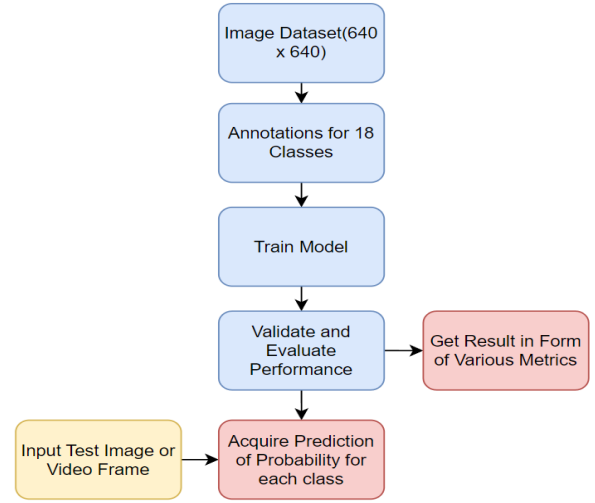 Image Dataset(640
x 640)
Annotations for 18
Classes
Train Model
Validate and
Evaluate
Performance
Get Result in Form
of Various Metrics
Input Test Image or
Video Frame
Acquire Prediction
of Probability for
each class